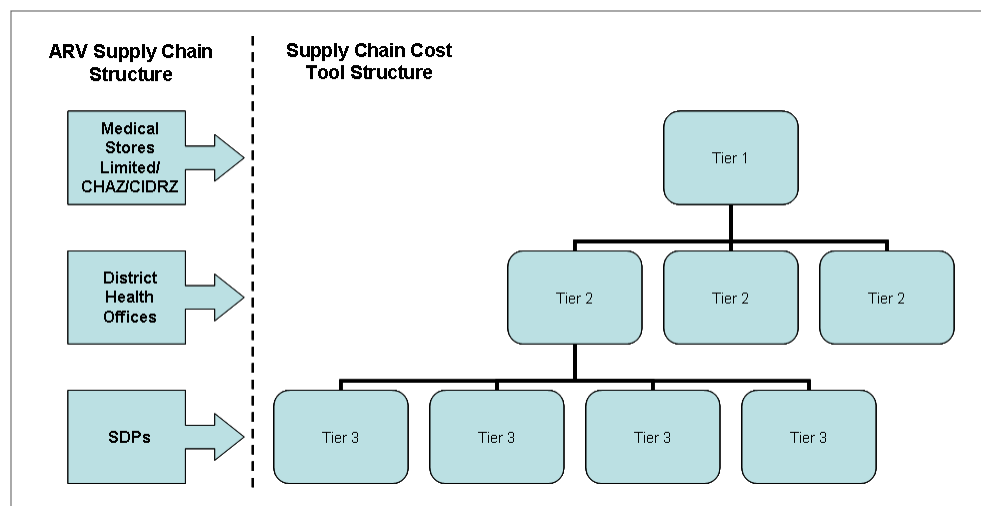 ARV Supply Chain
Structure
Supply Chain Cost
Tool Structure
Medical
Stores
Limited/
CHAZ/CIDRZ
Tier 1
District
Health
Offices
Tier 2
Tier 2
Tier 2
SDPs
Tier 3
Tier 3
Tier 3
Tier 3